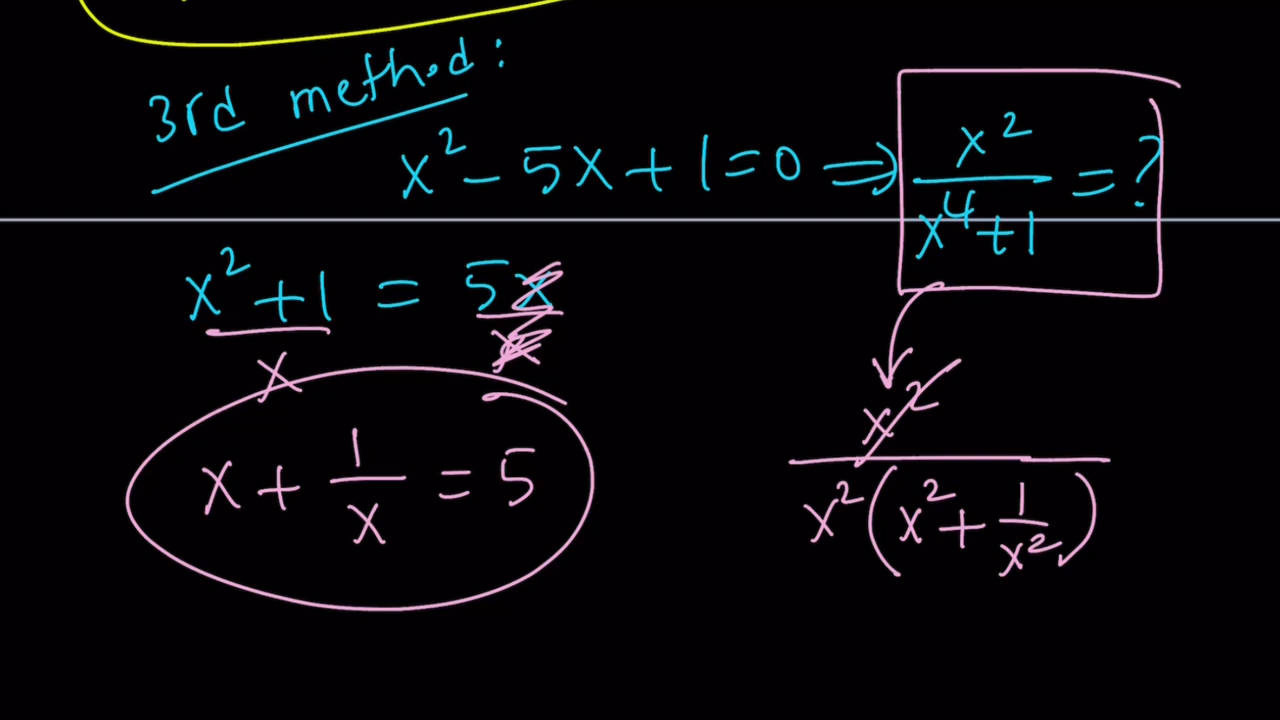 3rd method:
x² - 5x + 1 = 0 ⇒ x²/(x⁴+1) = ?
x²+1 / x = 5x / x
x + 1/x = 5
x² / x²(x² + 1/x²)